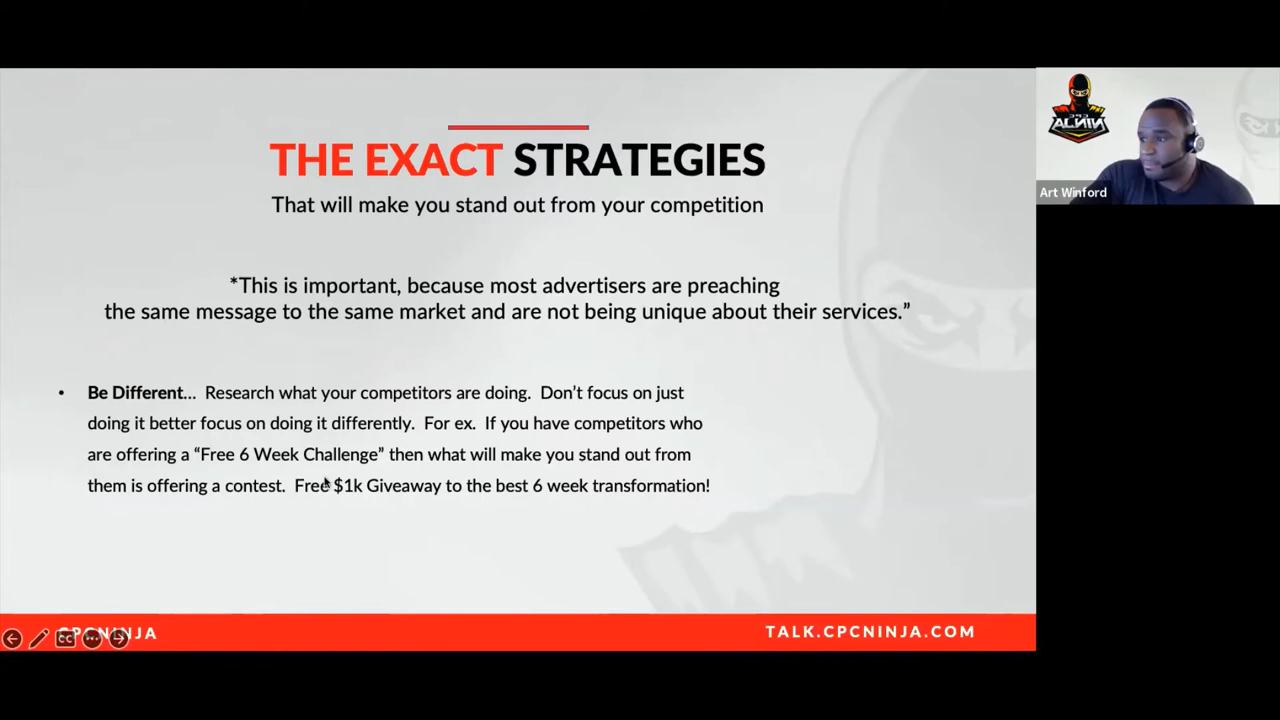 THE EXACT STRATEGIES
That will make you stand out from your competition
*This is important, because most advertisers are preaching
the same message to the same market and are not being unique about their services.”
• Be Different... Research what your competitors are doing. Don’t focus on just
doing it better focus on doing it differently. For ex. If you have competitors who
are offering a “Free 6 Week Challenge” then what will make you stand out from
them is offering a contest. Free $1k Giveaway to the best 6 week transformation!
CPCNINJA
TALK.CPCNINJA.COM
CPC
NINJA
Art Winford